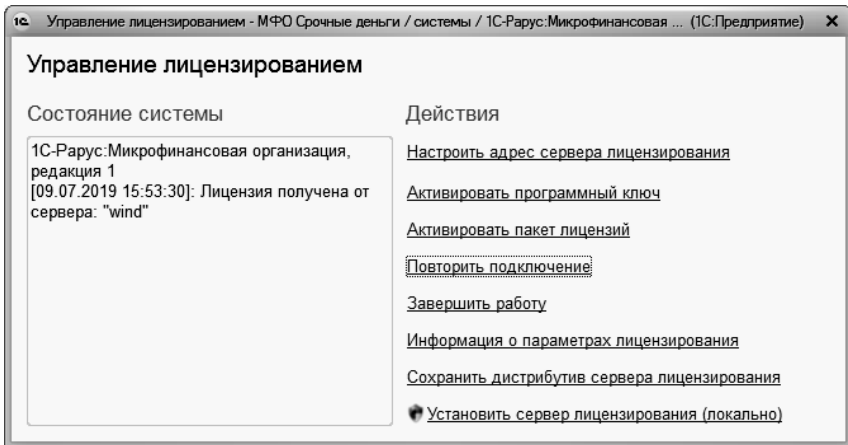 Управление лицензированием - МФО Срочные деньги / системы / 1С-Рарус:Микрофинансовая ... (1С:Предприятие)
Управление лицензированием
Состояние системы
1С-Рарус:Микрофинансовая организация,
редакция 1
[09.07.2019 15:53:30]: Лицензия получена от
сервера: "wind"
Действия
Настроить адрес сервера лицензирования
Активировать программный ключ
Активировать пакет лицензий
Повторить подключение
Завершить работу
Информация о параметрах лицензирования
Сохранить дистрибутив сервера лицензирования
Установить сервер лицензирования (локально)